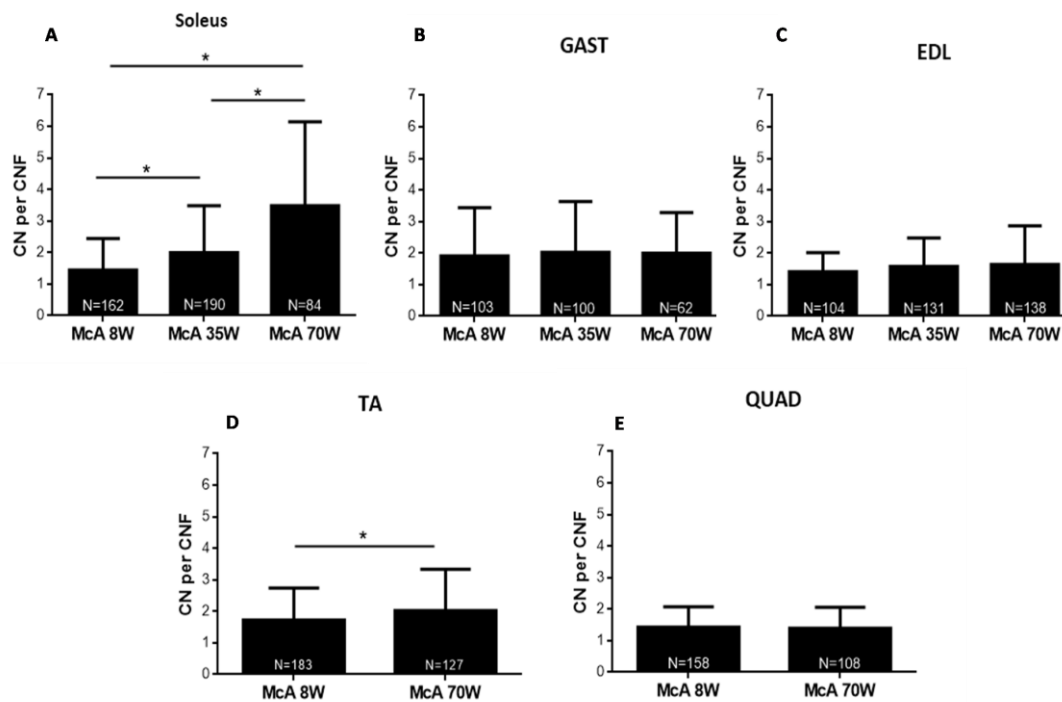 A
Soleus
*
*
*
CN per CNF
7
6
5
4
3
2
1
0
N=162
N=190
N=84
McA 8W
McA 35W
McA 70W
B
GAST
CN per CNF
7
6
5
4
3
2
1
0
N=103
N=100
N=62
McA 8W
McA 35W
McA 70W
C
EDL
CN per CNF
7
6
5
4
3
2
1
0
N=104
N=131
N=138
McA 8W
McA 35W
McA 70W
D
TA
*
CN per CNF
7
6
5
4
3
2
1
0
N=183
N=127
McA 8W
McA 70W
E
QUAD
CN per CNF
7
6
5
4
3
2
1
0
N=158
N=108
McA 8W
McA 70W